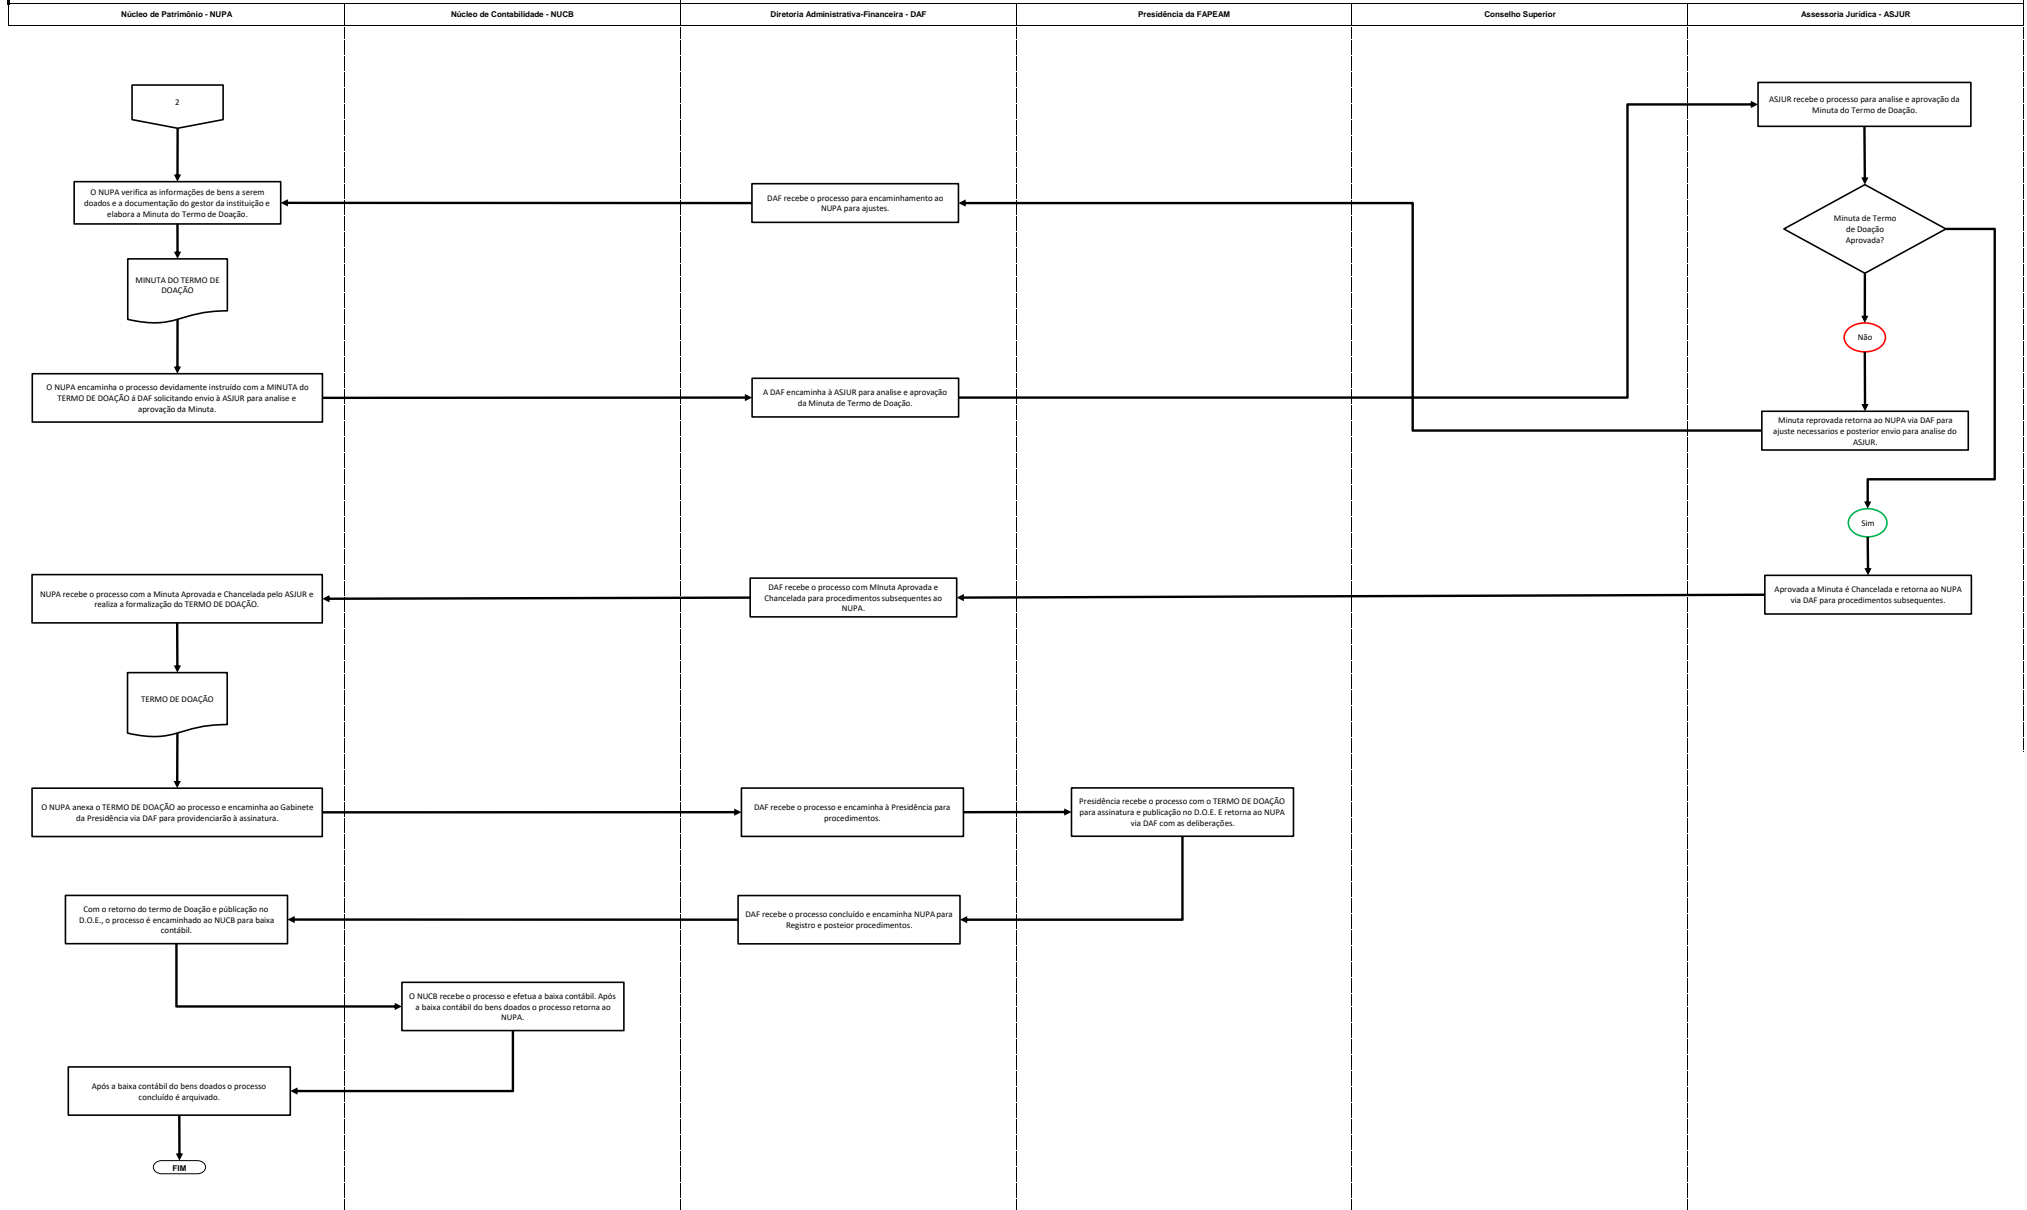 Núcleo de Patrimônio - NUPA
Núcleo de Contabilidade - NUCB
Diretoria Administrativa-Financeira - DAF
Presidência da FAPEAM
Conselho Superior
Assessoria Jurídica - ASJUR
2
ASJUR recebe o processo para analise e aprovação da
Minuta do Termo de Doação.
O NUPA verifica as informações de bens a serem
doados e a documentação do gestor da instituição e
elabora a Minuta do Termo de Doação.
DAF recebe o processo para encaminhamento ao
NUPA para ajustes.
Minuta de Termo
de Doação
Aprovada?
MINUTA DO TERMO DE
DOAÇÃO
Não
O NUPA encaminha o processo devidamente instruído com a MINUTA do
TERMO DE DOAÇÃO á DAF solicitando envio à ASJUR para analise e
aprovação da Minuta.
A DAF encaminha à ASJUR para analise e aprovação
da Minuta de Termo de Doação.
Minuta reprovada retorna ao NUPA via DAF para
ajuste necessarios e posterior envio para analise do
ASJUR.
Sim
NUPA recebe o processo com a Minuta Aprovada e Chancelada pelo ASJUR e
realiza a formalização do TERMO DE DOAÇÃO.
DAF recebe o processo com MInuta Aprovada e
Chancelada para procedimentos subsequentes ao
NUPA.
Aprovada a Minuta é Chancelada e retorna ao NUPA
via DAF para procedimentos subsequentes.
TERMO DE DOAÇÃO
O NUPA anexa o TERMO DE DOAÇÃO ao processo e encaminha ao Gabinete
da Presidência via DAF para providenciarão à assinatura.
DAF recebe o processo e encaminha à Presidência para
procedimentos.
Presidência recebe o processo com o TERMO DE DOAÇÃO
para assinatura e publicação no D.O.E. E retorna ao NUPA
via DAF com as deliberações.
Com o retorno do termo de Doação e públicação no
D.O.E., o processo é encaminhado ao NUCB para baixa
contábil.
DAF recebe o processo concluído e encaminha NUPA para
Registro e posteior procedimentos.
O NUCB recebe o processo e efetua a baixa contábil. Após
a baixa contábil do bens doados o processo retorna ao
NUPA.
Após a baixa contábil do bens doados o processo
concluído é arquivado.
FIM